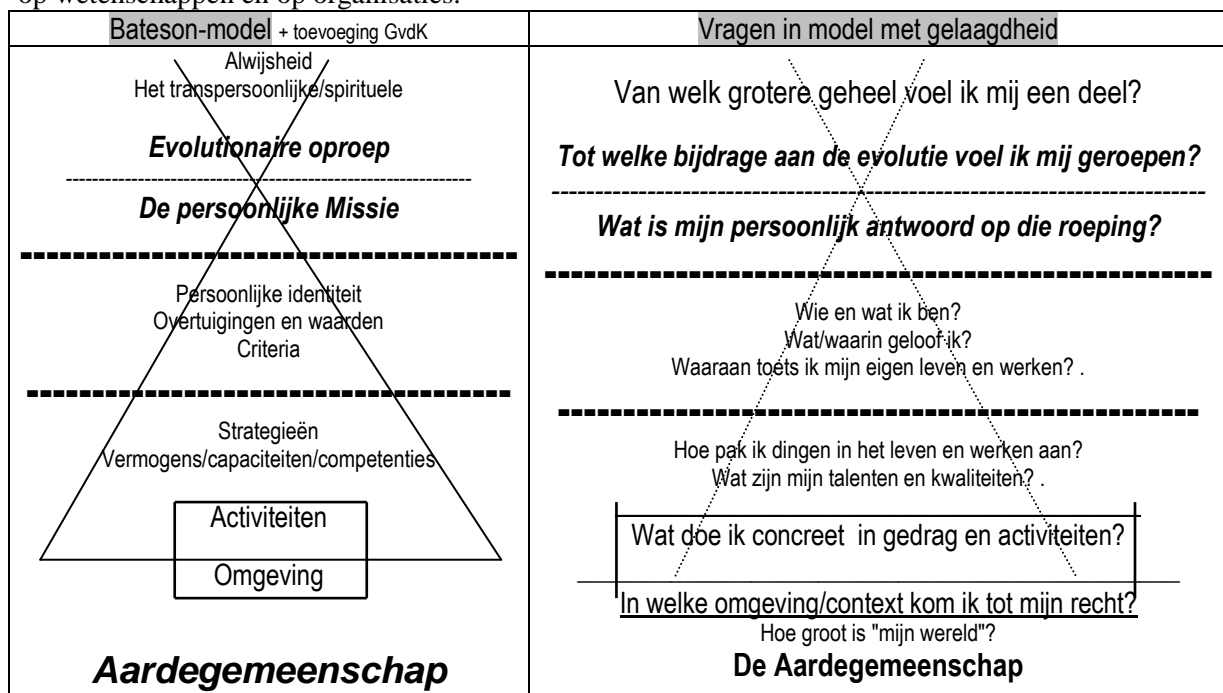 op wetenschappen en op organisaties.
Bateson-model + toevoeging GvdK
Alwijsheid
Het transpersoonlijke/spirituele
Evolutionaire oproep
De persoonlijke Missie
Persoonlijke identiteit
Overtuigingen en waarden
Criteria
Strategieën
Vermogens/capaciteiten/competenties
Activiteiten
Omgeving
Aardegemeenschap
Vragen in model met gelaagdheid
Van welk grotere geheel voel ik mij een deel?
Tot welke bijdrage aan de evolutie voel ik mij geroepen?
Wat is mijn persoonlijk antwoord op die roeping?
Wie en wat ik ben?
Wat/waarin geloof ik?
Waaraan toets ik mijn eigen leven en werken? .
Hoe pak ik dingen in het leven en werken aan?
Wat zijn mijn talenten en kwaliteiten? .
Wat doe ik concreet in gedrag en activiteiten?
In welke omgeving/context kom ik tot mijn recht?
Hoe groot is "mijn wereld"?
De Aardegemeenschap